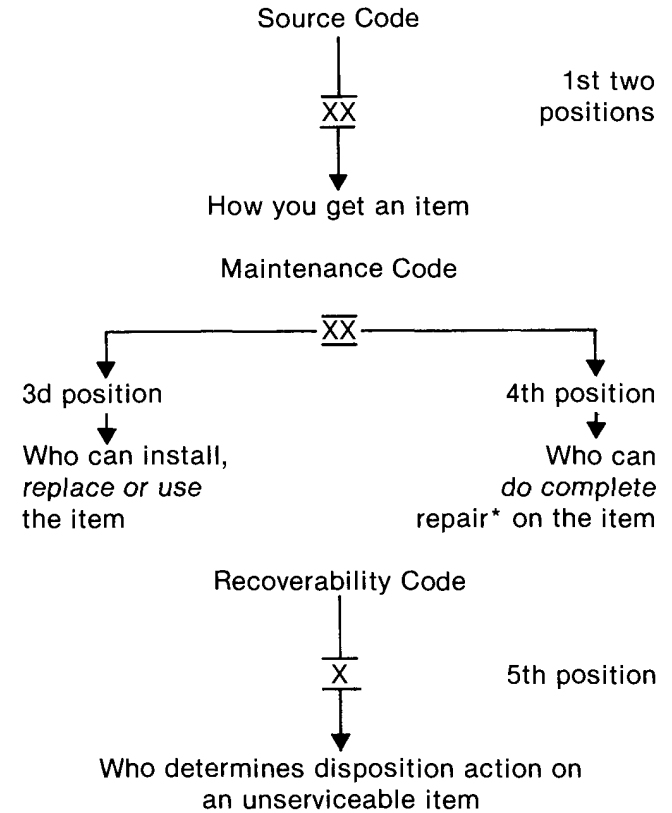 Source Code
1st two
XX
positions
How you get an item
Maintenance Code
XX
3d position
4th position
Who can install,
replace or use
the item
Who can
do complete
repair* on the item
Recoverability Code
X
5th position
Who determines disposition action on
an unserviceable item